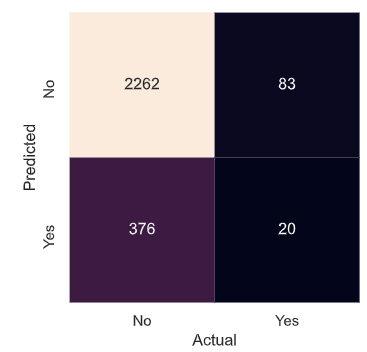 Predicted
No
2262 83
Yes
376 20
No Yes
Actual